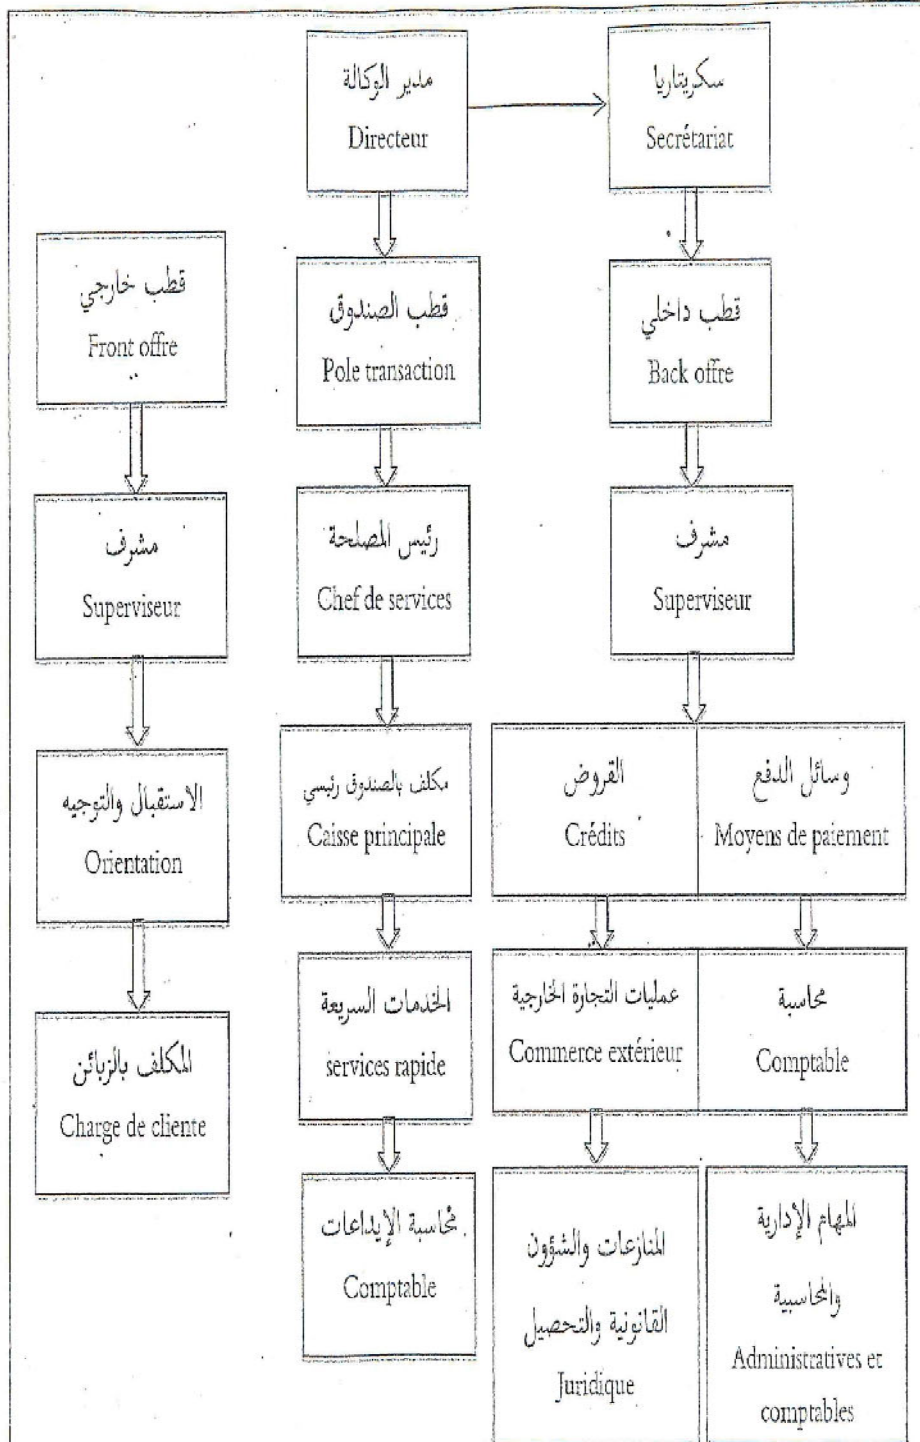 مدير الوكالة
Directeur
سكريتاريا
Secrétariat
قطب خارجي
Front offre
قطب الصندوق
Pole transaction
قطب داخلي
Back offre
مشرف
Superviseur
رئيس المصلحة
Chef de services
مشرف
Superviseur
الاستقبال والتوجيه
Orientation
مكلف بالصندوق رئيسي
Caisse principale
القروض
Crédits
وسائل الدفع
Moyens de paiement
المكلف بالزبائن
Charge de cliente
الخدمات السريعة
services rapide
عمليات التجارة الخارجية
Commerce extérieur
محاسبة
Comptable
محاسبة الإيداعات
Comptable
المنازعات والشؤون
القانونية والتحصيل
Juridique
المهام الإدارية
والمحاسبية
Administratives et
comptables